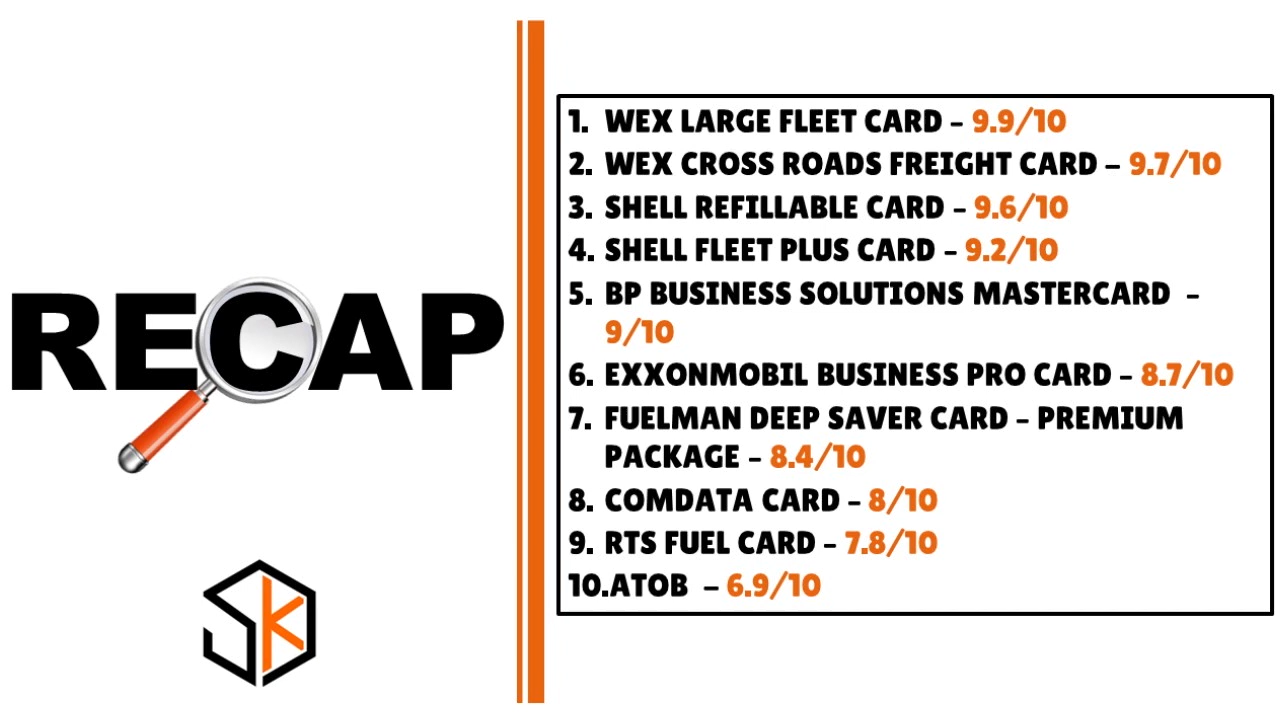 RECAP
SK
1. WEX LARGE FLEET CARD – 9.9/10
2. WEX CROSS ROADS FREIGHT CARD – 9.7/10
3. SHELL REFILLABLE CARD – 9.6/10
4. SHELL FLEET PLUS CARD – 9.2/10
5. BP BUSINESS SOLUTIONS MASTERCARD –
9/10
6. EXXONMOBIL BUSINESS PRO CARD – 8.7/10
7. FUELMAN DEEP SAVER CARD – PREMIUM
PACKAGE – 8.4/10
8. COMDATA CARD – 8/10
9. RTS FUEL CARD – 7.8/10
10.ATOB – 6.9/10